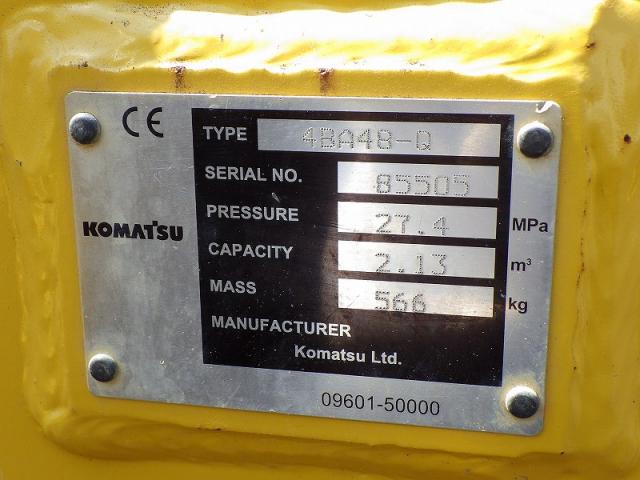 CE
KOMATSU
TYPE 4BA48-Q
SERIAL NO. 85505
PRESSURE 27.4 MPa
CAPACITY 2.13 m³
MASS 566 kg
MANUFACTURER
Komatsu Ltd.
09601-50000